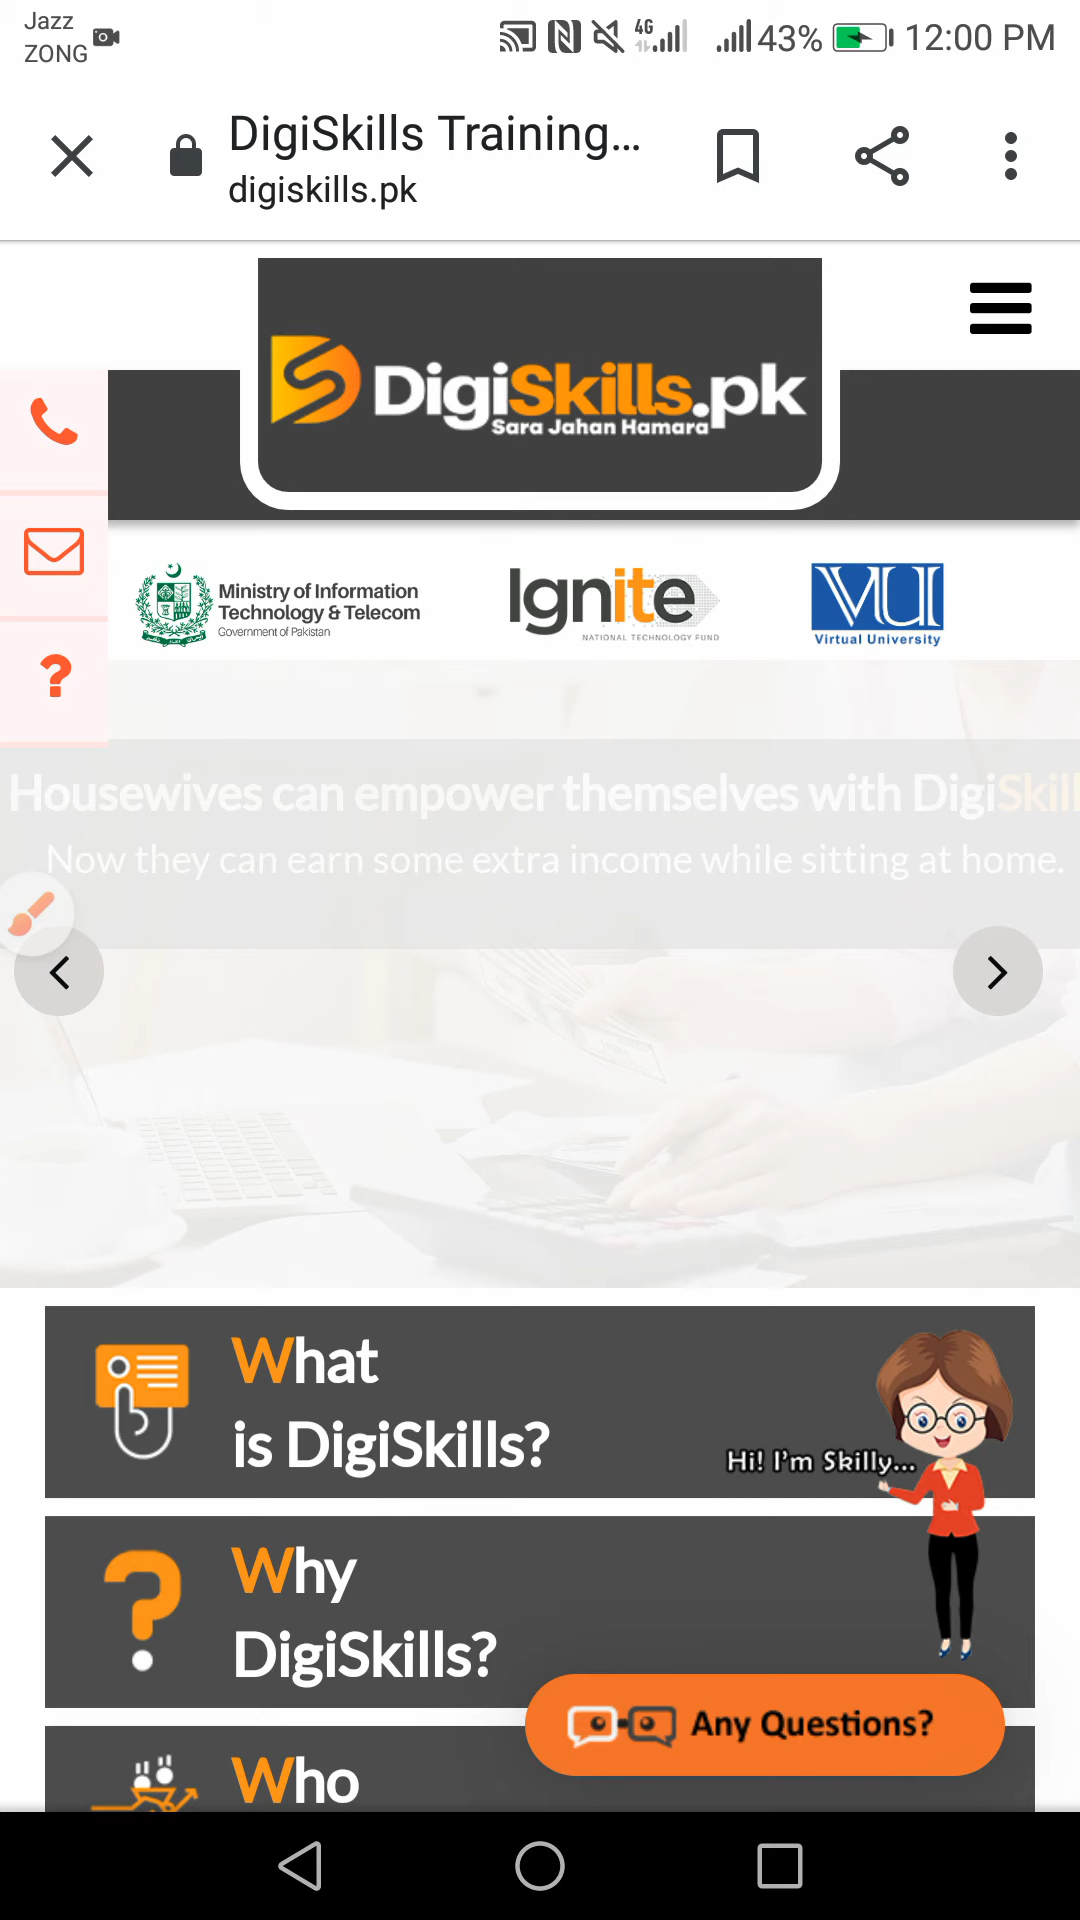 Jazz
ZONG
4G
43%
12:00 PM
DigiSkills Training...
digiskills.pk
DigiSkills.pk
Sara Jahan Hamara
Ministry of Information
Technology & Telecom
Government of Pakistan
Ignite
NATIONAL TECHNOLOGY FUND
VU
Virtual University
Housewives can empower themselves with DigiSkill
Now they can earn some extra income while sitting at home.
What
is DigiSkills?
Hi! I'm Skilly...
Why
DigiSkills?
Any Questions?
Who